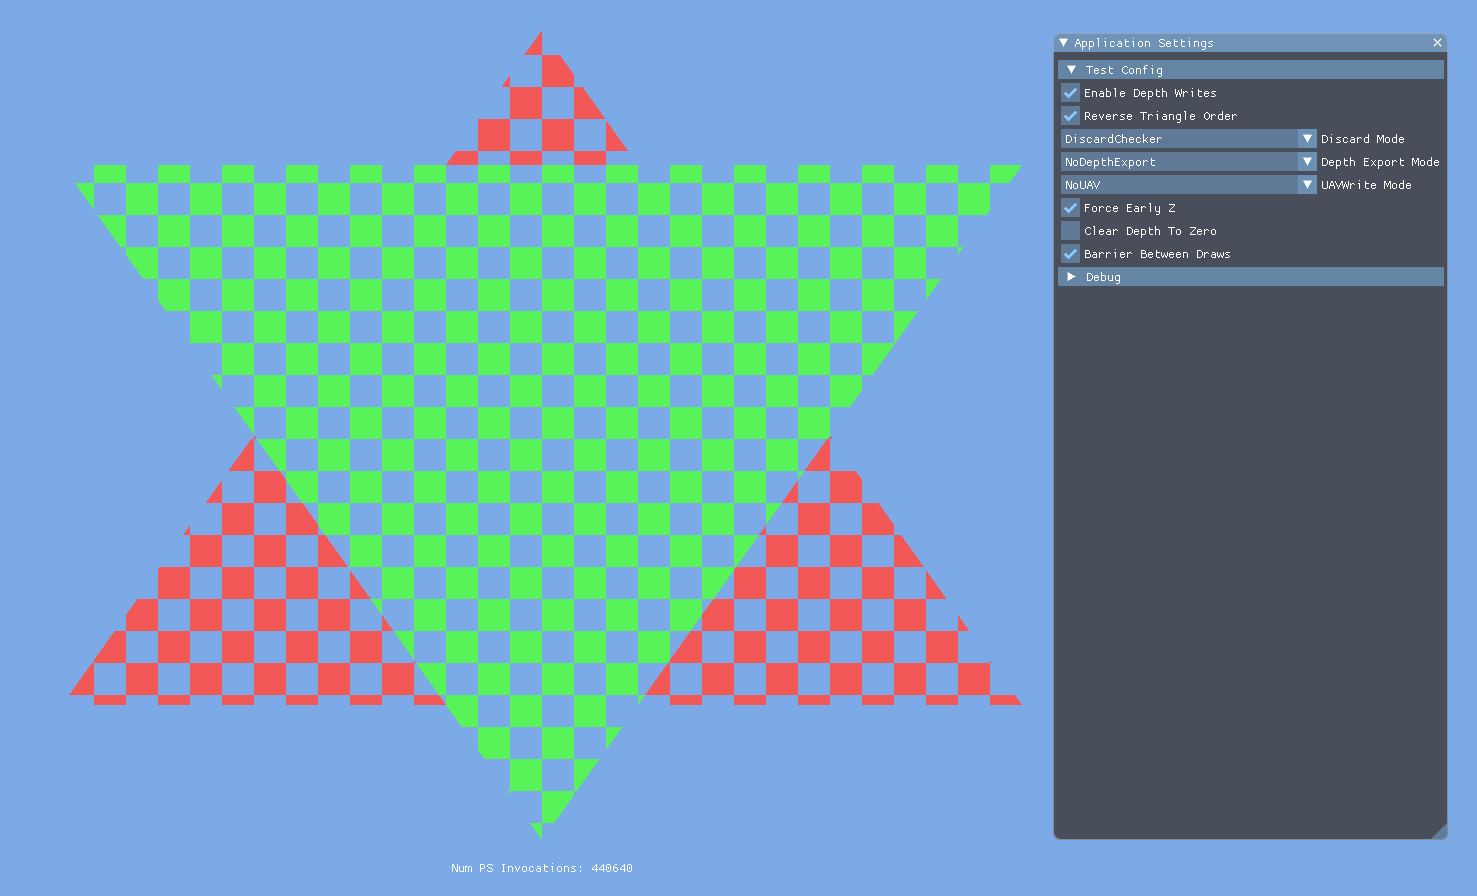 Application Settings
Test Config
Enable Depth Writes
Reverse Triangle Order
DiscardChecker Discard Mode
NoDepthExport Depth Export Mode
NoUAV UAVWrite Mode
Force Early Z
Clear Depth To Zero
Barrier Between Draws
Debug
Num PS Invocations: 440640